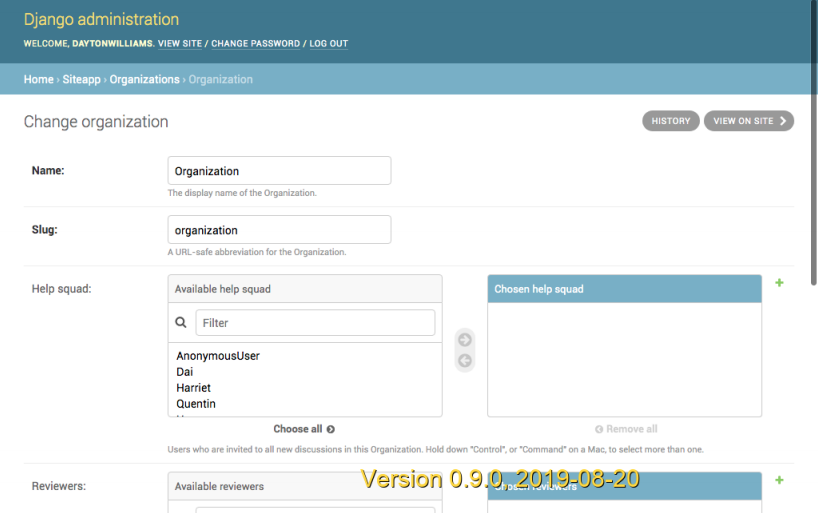 Django administration
WELCOME, DAYTONWILLIAMS. VIEW SITE / CHANGE PASSWORD / LOG OUT
Home › Siteapp › Organizations › Organization
Change organization
HISTORY
VIEW ON SITE
Name:
Organization
The display name of the Organization.
Slug:
organization
A URL-safe abbreviation for the Organization.
Help squad:
Available help squad
Filter
AnonymousUser
Dai
Harriet
Quentin
Choose all
Chosen help squad
Remove all
Users who are invited to all new discussions in this Organization. Hold down "Control", or "Command" on a Mac, to select more than one.
Reviewers:
Available reviewers
Chosen reviewers
Version 0.9.0, 2019-08-20